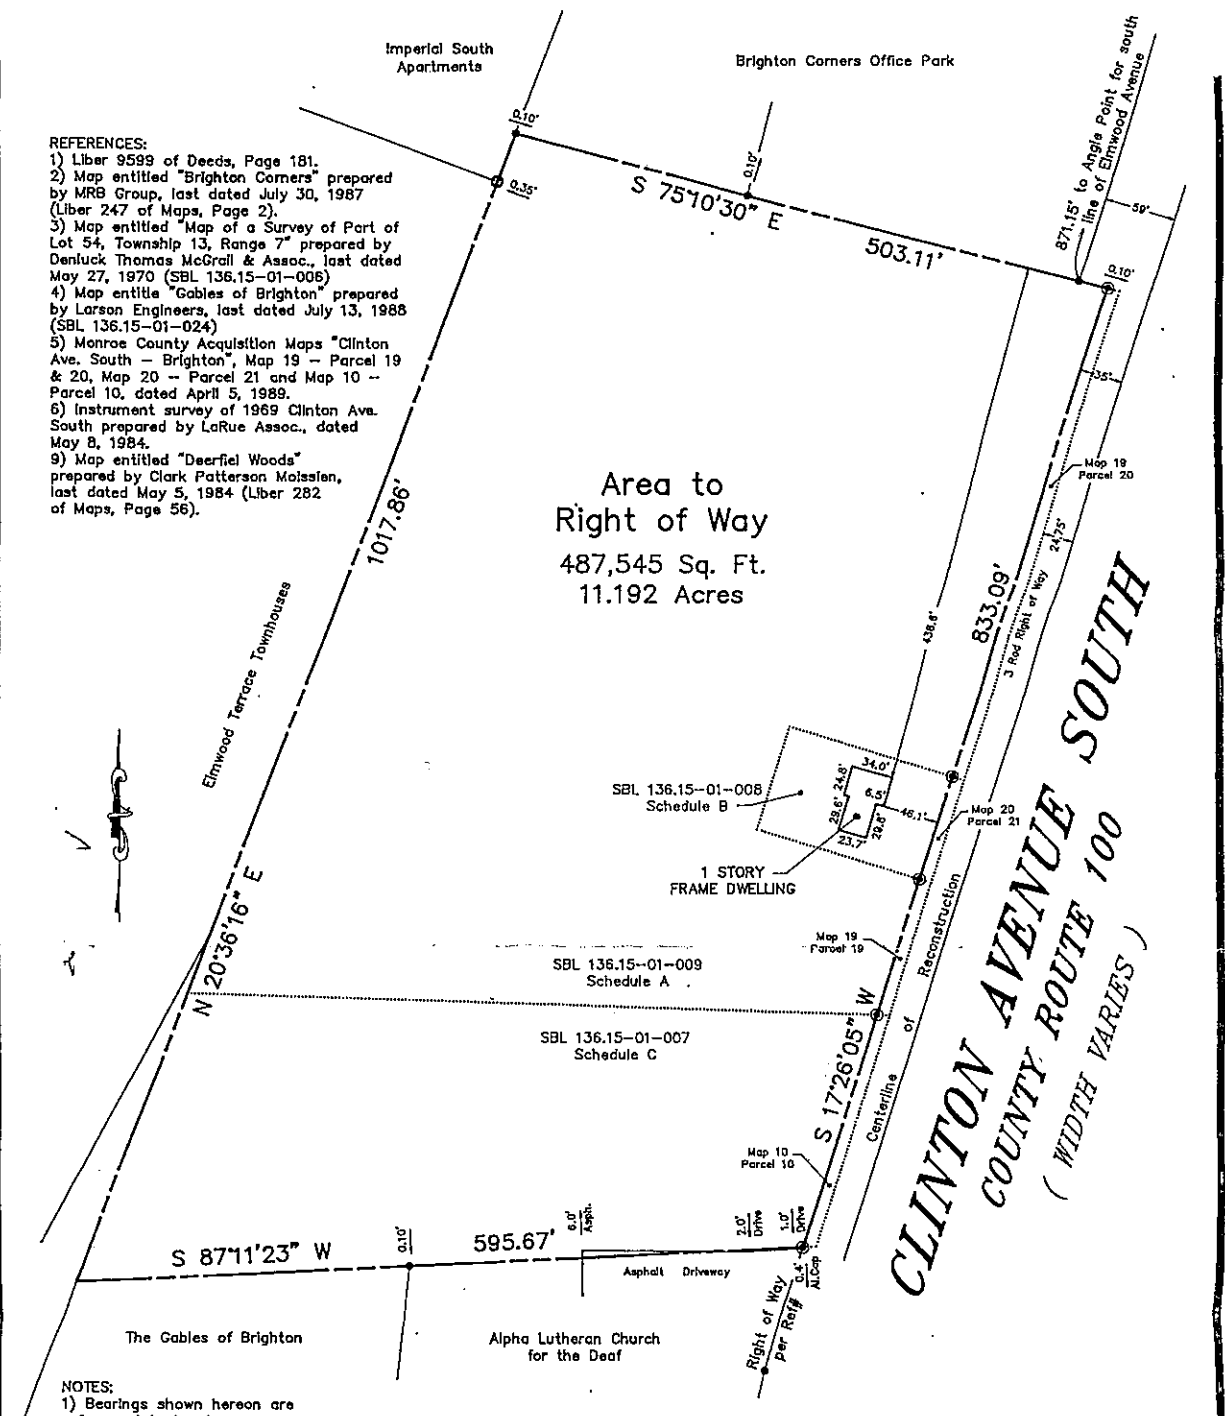 Imperial South
Apartments
Brighton Corners Office Park
871.15' to Angle Point for south
line of Elmwood Avenue
REFERENCES:
1) Liber 9599 of Deeds, Page 181.
2) Map entitled "Brighton Corners" prepared
by MRB Group, last dated July 30, 1987
(Liber 247 of Maps, Page 2).
3) Map entitled "Map of a Survey of Part of
Lot 54, Township 13, Range 7" prepared by
Denluck Thomas McGrail & Assoc., last dated
May 27, 1970 (SBL 136.15-01-006)
4) Map entitle "Gables of Brighton" prepared
by Larson Engineers, last dated July 13, 1988
(SBL 136.15-01-024)
5) Monroe County Acquisition Maps "Clinton
Ave. South - Brighton", Map 19 - Parcel 19
& 20, Map 20 - Parcel 21 and Map 10 -
Parcel 10, dated April 5, 1989.
6) Instrument survey of 1969 Clinton Ave.
South prepared by LaRue Assoc., dated
May 8, 1984.
9) Map entitled "Deerfiel Woods"
prepared by Clark Patterson Moissien,
last dated May 5, 1984 (Liber 282
of Maps, Page 56).
0.10'
0.35'
0.10'
S 75°10'30" E
503.11'
59'
0.10'
35'
Map 19
Parcel 20
24.75'
3 Rod Right of Way
833.09'
438.6'
1017.86'
Area to
Right of Way
487,545 Sq. Ft.
11.192 Acres
Elmwood Terrace Townhouses
SBL 136.15-01-008
Schedule B
34.0'
24.8'
6.5'
29.6'
29.8'
23.7'
46.1'
Map 20
Parcel 21
1 STORY
FRAME DWELLING
N 20°36'16" E
Map 19
Parcel 19
SBL 136.15-01-009
Schedule A
SBL 136.15-01-007
Schedule C
S 17°26'05" W
Centerline of Reconstruction
CLINTON AVENUE SOUTH
COUNTY ROUTE 100
( WIDTH VARIES )
Map 10
Parcel 10
S 87°11'23" W
0.10'
595.67'
6.0'
Asph.
2.0'
Drive
1.0'
Drive
Asphalt Driveway
0.4'
Al.Cap
Right of Way
per Ref#
The Gables of Brighton
Alpha Lutheran Church
for the Deaf
NOTES:
1) Bearings shown hereon are